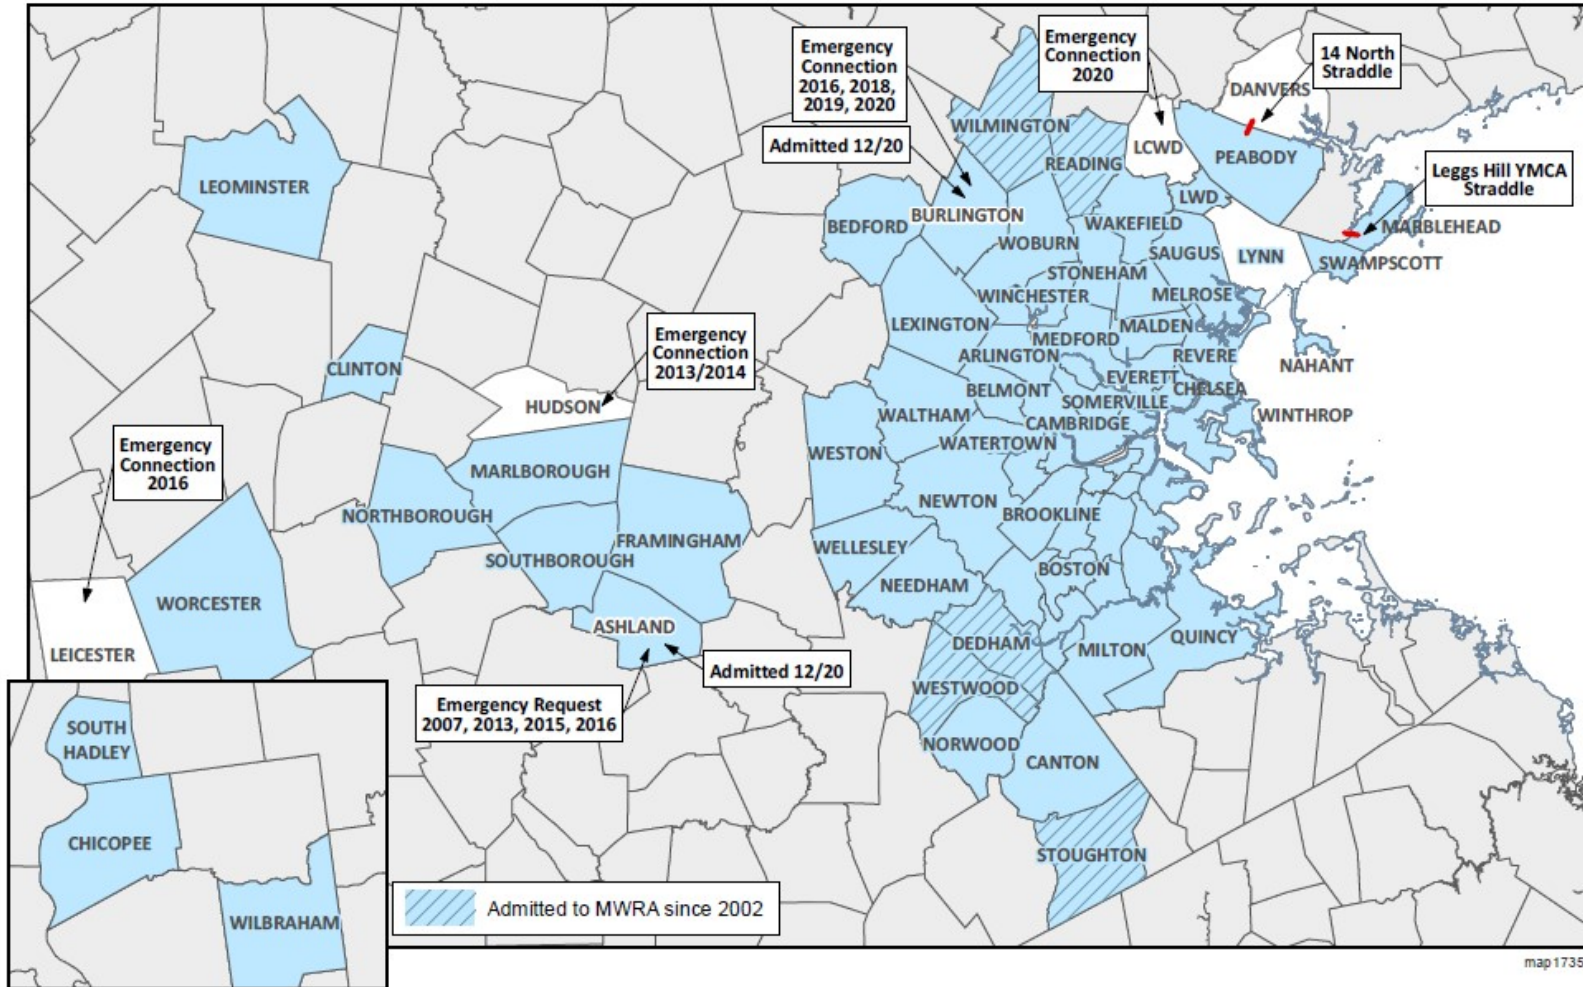 Emergency
Connection
2016, 2018,
2019, 2020
Emergency
Connection
2020
14 North
Straddle
DANVERS
Admitted 12/20
WILMINGTON
READING
LCWD
PEABODY
Leggs Hill YMCA
Straddle
LEOMINSTER
BEDFORD
BURLINGTON
LWD
WAKEFIELD
MARBLEHEAD
WOBURN
SAUGUS
LYNN
SWAMPSCOTT
STONEHAM
WINCHESTER
MELROSE
LEXINGTON
MEDFORD
MALDEN
Emergency
Connection
2013/2014
ARLINGTON
REVERE
NAHANT
CLINTON
EVERETT
CHELSEA
BELMONT
SOMERVILLE
HUDSON
WALTHAM
CAMBRIDGE
WINTHROP
WATERTOWN
Emergency
Connection
2016
WESTON
MARLBOROUGH
NEWTON
BROOKLINE
NORTHBOROUGH
FRAMINGHAM
SOUTHBOROUGH
WELLESLEY
NEEDHAM
BOSTON
WORCESTER
ASHLAND
LEICESTER
DEDHAM
MILTON
QUINCY
Admitted 12/20
WESTWOOD
Emergency Request
2007, 2013, 2015, 2016
NORWOOD
CANTON
STOUGHTON
SOUTH
HADLEY
CHICOPEE
WILBRAHAM
Admitted to MWRA since 2002
map1735